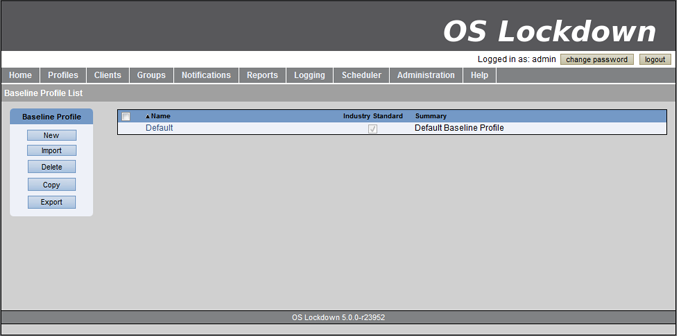 OS Lockdown
Logged in as: admin change password logout
Home Profiles Clients Groups Notifications Reports Logging Scheduler Administration Help
Baseline Profile List
Baseline Profile
New
Import
Delete
Copy
Export
Name Industry Standard Summary
Default Default Baseline Profile
OS Lockdown 5.0.0-r23952